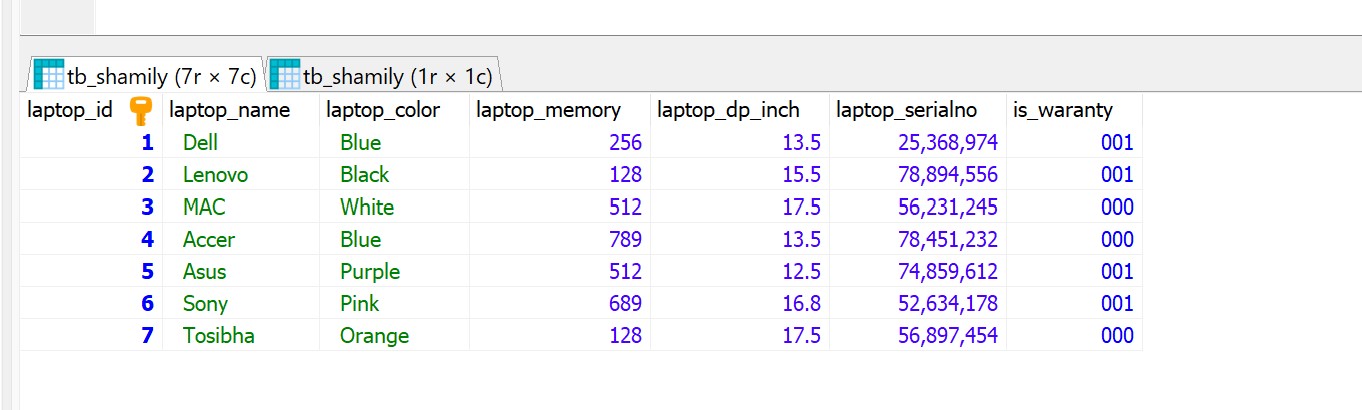 tb_shamily (7r × 7c) tb_shamily (1r × 1c)
laptop_id laptop_name laptop_color laptop_memory laptop_dp_inch laptop_serialno is_waranty
1 Dell Blue 256 13.5 25,368,974 001
2 Lenovo Black 128 15.5 78,894,556 001
3 MAC White 512 17.5 56,231,245 000
4 Accer Blue 789 13.5 78,451,232 000
5 Asus Purple 512 12.5 74,859,612 001
6 Sony Pink 689 16.8 52,634,178 001
7 Tosibha Orange 128 17.5 56,897,454 000